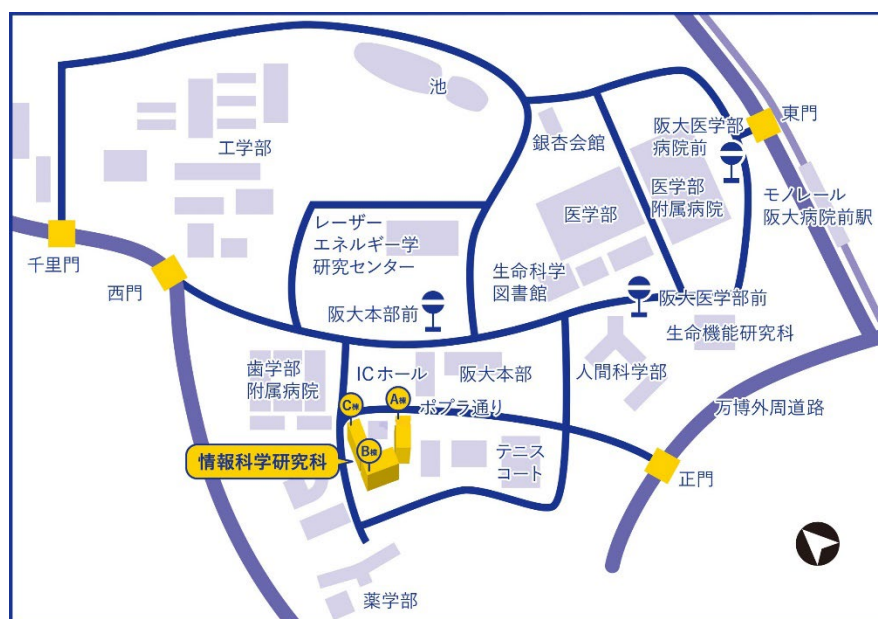 池
工学部
銀杏会館
阪大医学部
病院前
東門
医学部
附属病院
モノレール
阪大病院前駅
医学部
レーザー
エネルギー学
研究センター
千里門
西門
生命科学
図書館
阪大本部前
阪大医学部前
生命機能研究科
歯学部
附属病院
ICホール
阪大本部
人間科学部
C棟
A棟
ポプラ通り
万博外周道路
B棟
情報科学研究科
テニス
コート
正門
薬学部